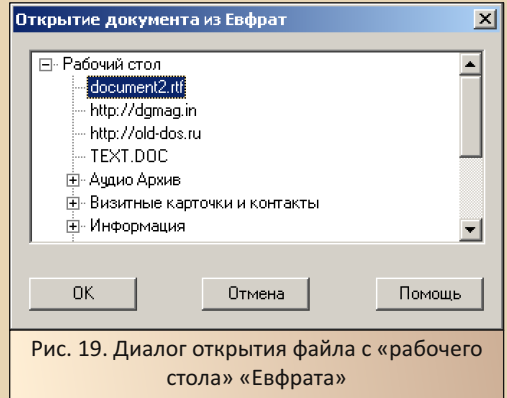 Открытие документа из Евфрат
Рабочий стол
document2.rtf
http://dgmag.in
http://old-dos.ru
TEXT.DOC
Аудио Архив
Визитные карточки и контакты
Информация
OK Отмена Помощь
Рис. 19. Диалог открытия файла с «рабочего
стола» «Евфрата»